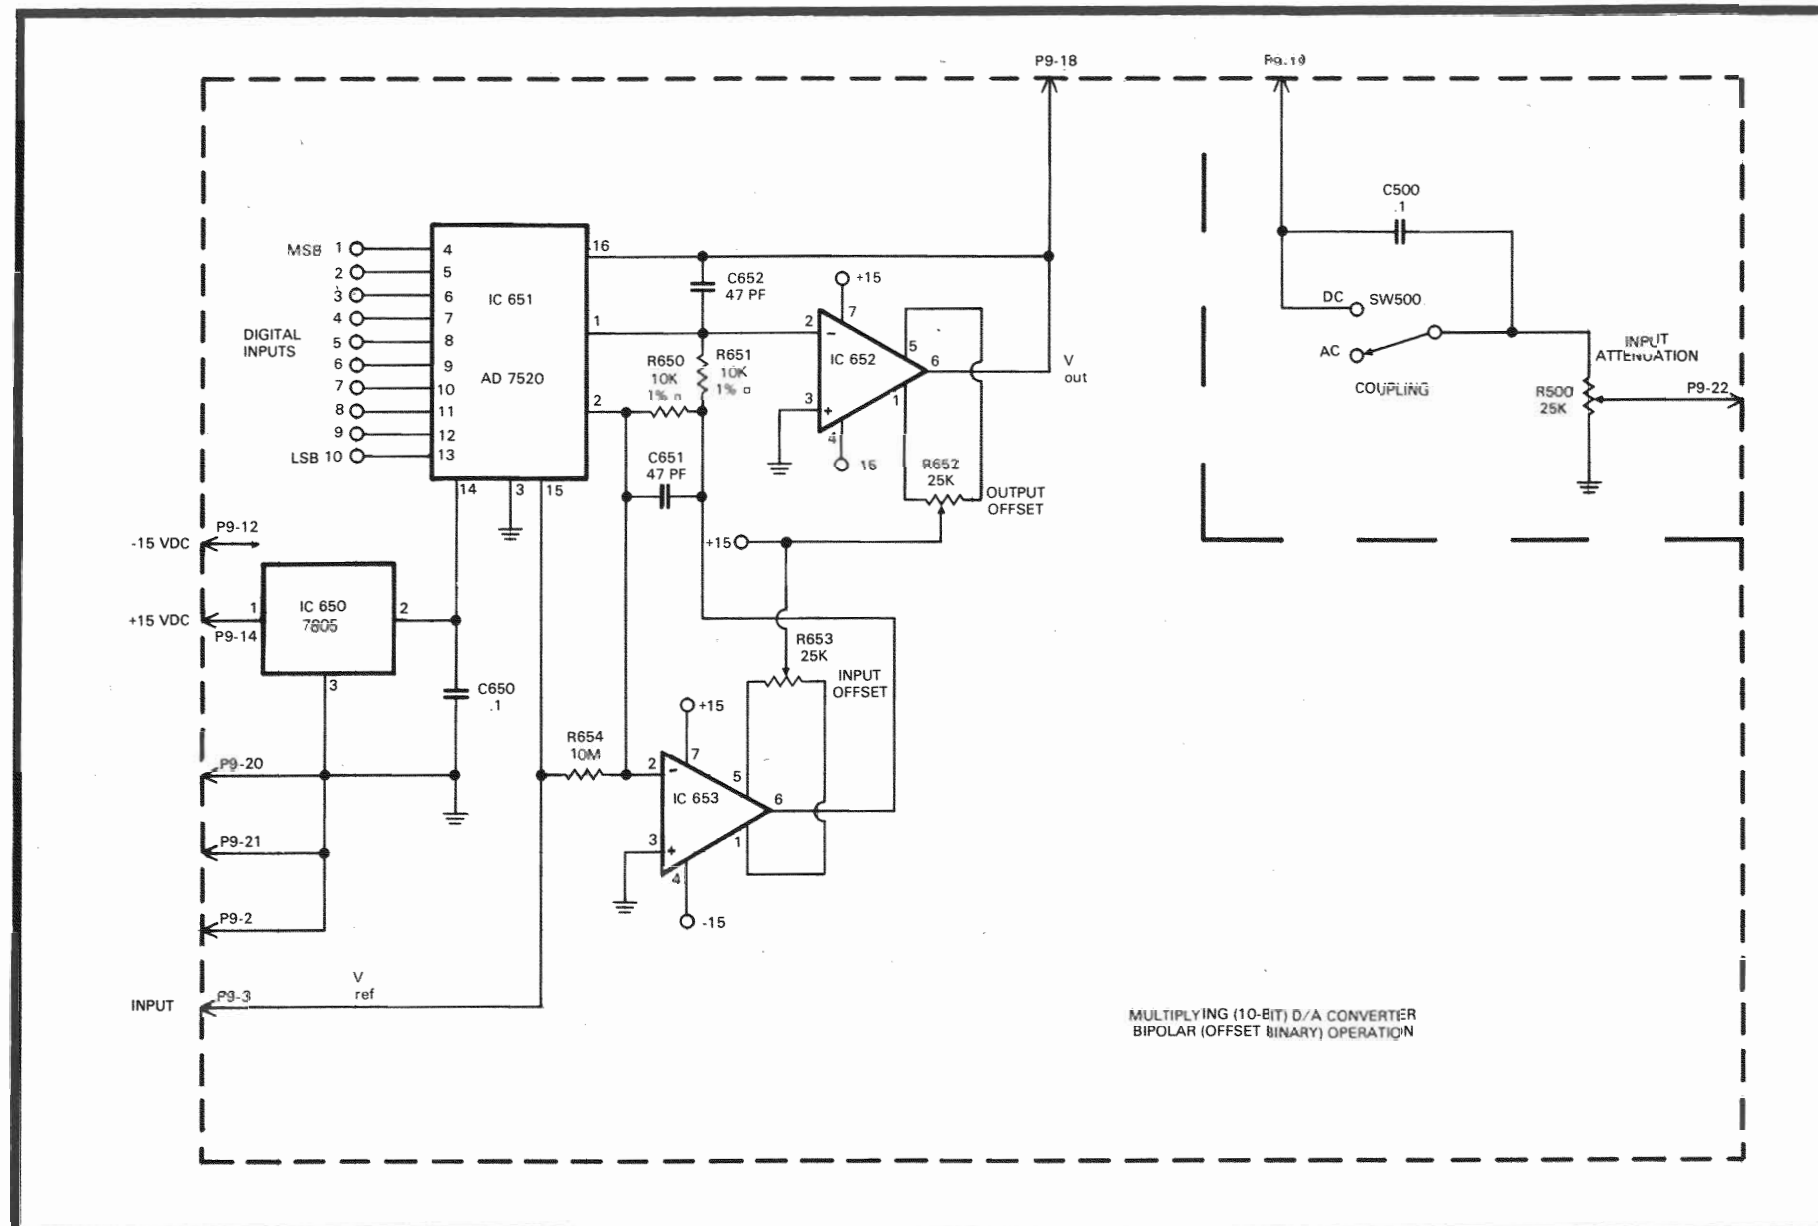 P9-18
P9-19
C500
.1
MSB 1
2
3
4
5
6
7
8
9
LSB 10
DIGITAL
INPUTS
4
5
6
7
8
9
10
11
12
13
IC 651
AD 7520
16
1
2
14
3
15
C652
47 PF
R650
10K
1%
R651
10K
1%
C651
47 PF
+15
7
2
-
IC 652
5
6
3
+
1
4
V
out
R652
25K
OUTPUT
OFFSET
+15
DC
SW500
AC
COUPLING
INPUT
ATTENUATION
R500
25K
P9-22
-15 VDC
P9-12
+15 VDC
P9-14
1
IC 650
7805
2
3
C650
.1
R653
25K
INPUT
OFFSET
R654
10M
+15
7
2
-
IC 653
5
6
3
+
1
4
-15
P9-20
P9-21
P9-2
INPUT
P9-3
V
ref
MULTIPLYING (10-BIT) D/A CONVERTER
BIPOLAR (OFFSET BINARY) OPERATION